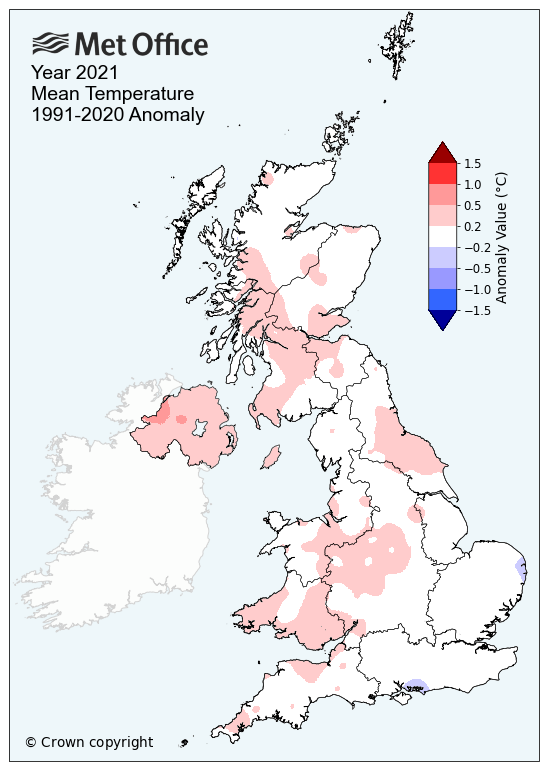 Met Office
Year 2021
Mean Temperature
1991-2020 Anomaly
1.5
1.0
0.5
0.2
−0.2
−0.5
−1.0
−1.5
Anomaly Value (°C)
© Crown copyright